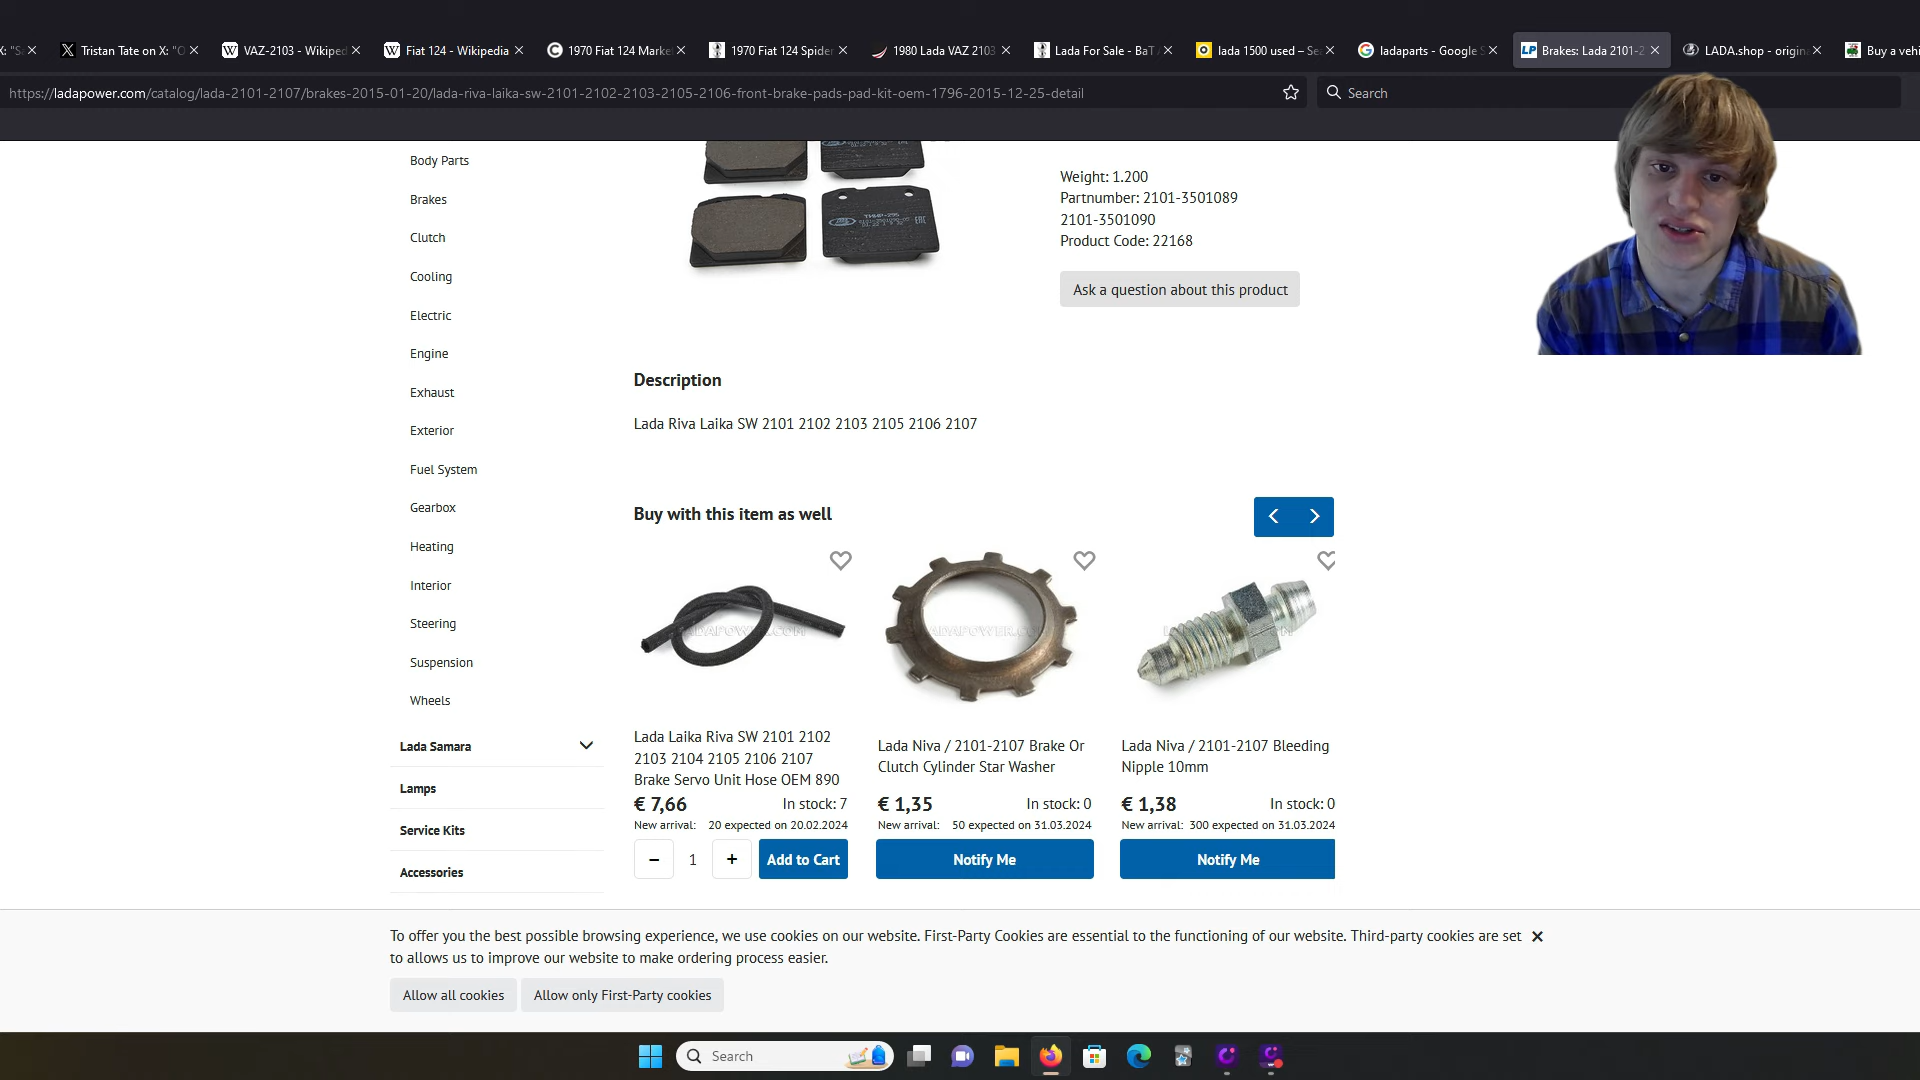 X: "S
Tristan Tate on X: "O
VAZ-2103 - Wikiped
Fiat 124 - Wikipedia
1970 Fiat 124 Marke
1970 Fiat 124 Spide
1980 Lada VAZ 2103
Lada For Sale - BaT A
lada 1500 used – Se
ladaparts - Google S
LP
Brakes: Lada 2101-2
LADA.shop - origin
Buy a vehi
https://ladapower.com/catalog/lada-2101-2107/brakes-2015-01-20/lada-riva-laika-sw-2101-2102-2103-2105-2106-front-brake-pads-pad-kit-oem-1796-2015-12-25-detail
Search
Body Parts
Brakes
Clutch
Cooling
Electric
Engine
Exhaust
Exterior
Fuel System
Gearbox
Heating
Interior
Steering
Suspension
Wheels
Lada Samara
Lamps
Service Kits
Accessories
Weight: 1.200
Partnumber: 2101-3501089
2101-3501090
Product Code: 22168
Ask a question about this product
Description
Lada Riva Laika SW 2101 2102 2103 2105 2106 2107
Buy with this item as well
LADAPOWER.COM
Lada Laika Riva SW 2101 2102
2103 2104 2105 2106 2107
Brake Servo Unit Hose OEM 890
€ 7,66 In stock: 7
New arrival: 20 expected on 20.02.2024
− 1 + Add to Cart
LADAPOWER.COM
Lada Niva / 2101-2107 Brake Or
Clutch Cylinder Star Washer
€ 1,35 In stock: 0
New arrival: 50 expected on 31.03.2024
Notify Me
LADAPOWER.COM
Lada Niva / 2101-2107 Bleeding
Nipple 10mm
€ 1,38 In stock: 0
New arrival: 300 expected on 31.03.2024
Notify Me
To offer you the best possible browsing experience, we use cookies on our website. First-Party Cookies are essential to the functioning of our website. Third-party cookies are set
to allows us to improve our website to make ordering process easier.
Allow all cookies
Allow only First-Party cookies
Search